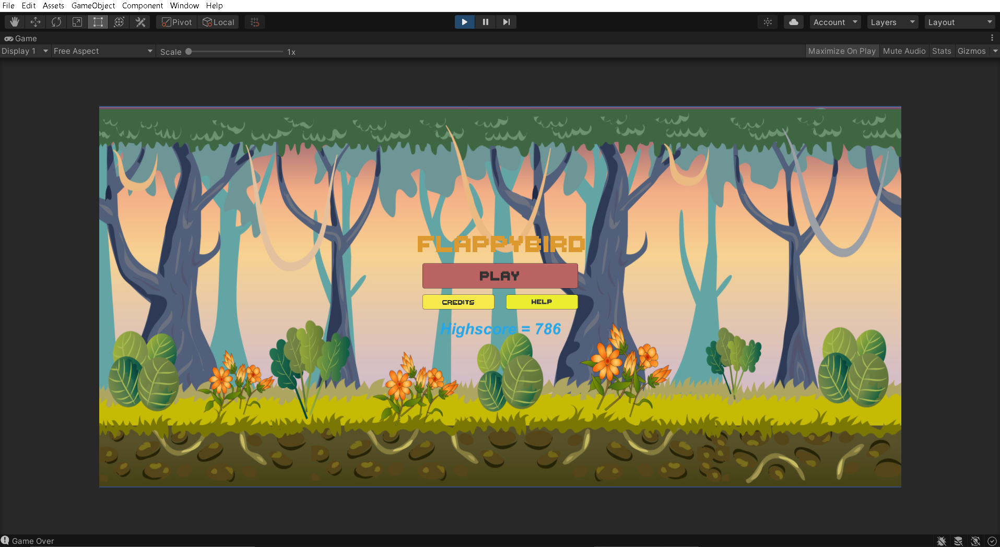 File Edit Assets GameObject Component Window Help
Pivot Local Account Layers Layout
Game
Display 1 Free Aspect Scale 1x Maximize On Play Mute Audio Stats Gizmos
FLAPPYBIRD
PLAY
CREDITS HELP
Highscore = 786
Game Over